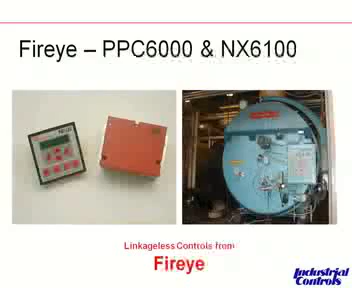 Fireye – PPC6000 & NX6100
Linkageless Controls from
Fireye
Industrial
Controls